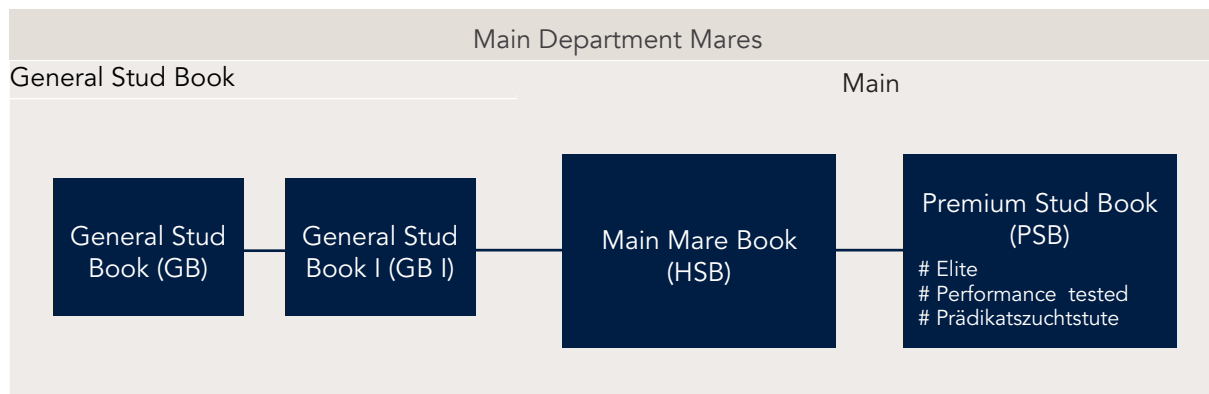 Main Department Mares
General Stud Book
Main
General Stud
Book (GB)
General Stud
Book I (GB I)
Main Mare Book
(HSB)
Premium Stud Book
(PSB)
# Elite
# Performance tested
# Prädikatszuchtstute